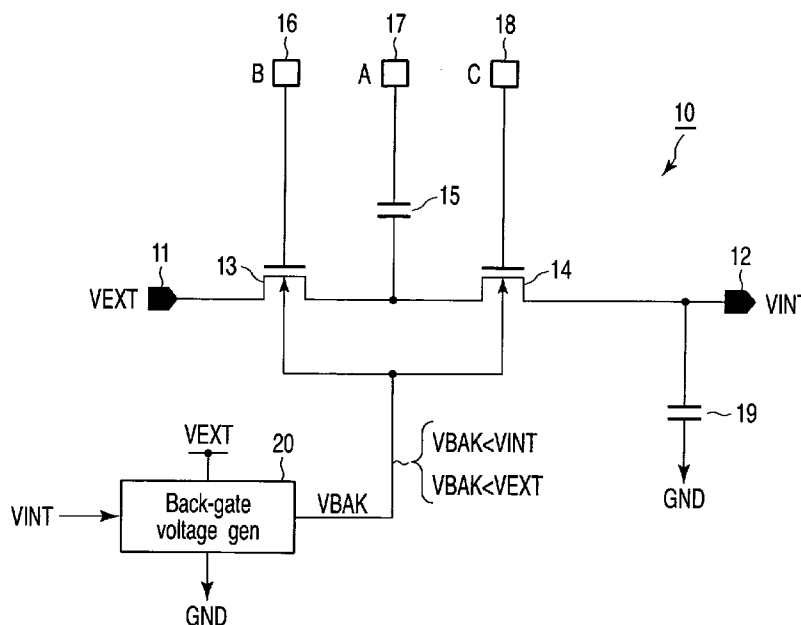 16
17
18
B
A
C
10
15
11
13
14
12
VEXT
VINT
VBAK<VINT
VBAK<VEXT
19
VEXT
20
VINT
Back-gate
voltage gen
VBAK
GND
GND